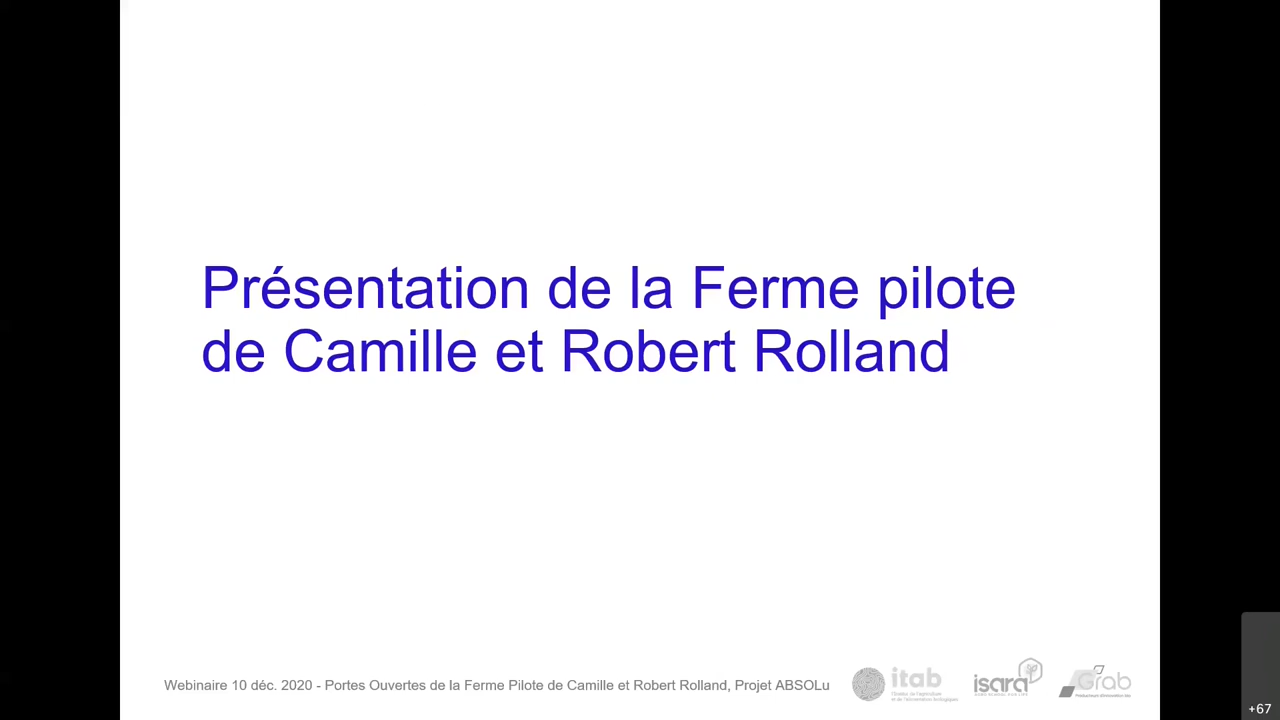 Présentation de la Ferme pilote
de Camille et Robert Rolland
Webinaire 10 déc. 2020 - Portes Ouvertes de la Ferme Pilote de Camille et Robert Rolland, Projet ABSOLu
itab
isara
Grab
+67